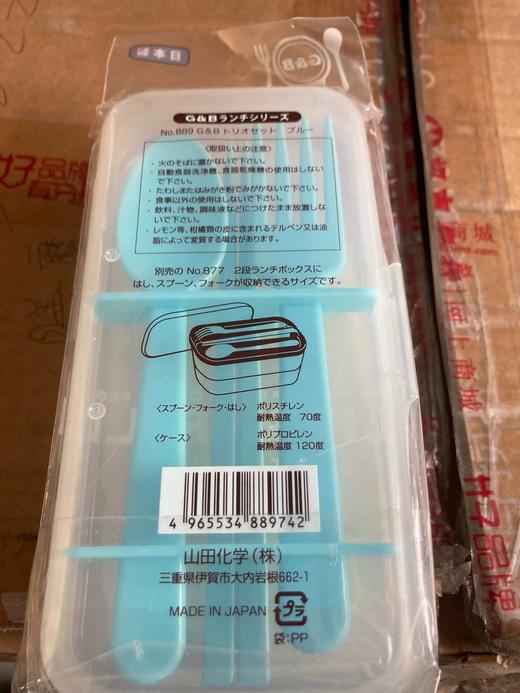 日本
G&B
G&Bランチシリーズ
No.889 G&B トリオセット ブルー
〈取扱い上の注意〉
・火のそばに置かないで下さい。
・自動食器洗浄機、食器乾燥機の使用はしない
で下さい。
・たわしまたはみがき粉でみがかないで下さい。
・食事以外の使用はしないで下さい。
・飲料、汁物、調味液などにつけたまま放置しな
いで下さい。
・レモン等、柑橘類の皮に含まれるテルペン又は油
脂によって変質する場合があります。
別売の No.877 2段ランチボックスに
はし、スプーン、フォークが収納できるサイズです。
〈スプーン・フォーク・はし〉 ポリスチレン
耐熱温度 70度
〈ケース〉 ポリプロピレン
耐熱温度 120度
4 965534 889742
山田化学(株)
三重県伊賀市大内岩根662-1
MADE IN JAPAN
プラ
袋:PP
好品牌
商城
上商城
品牌